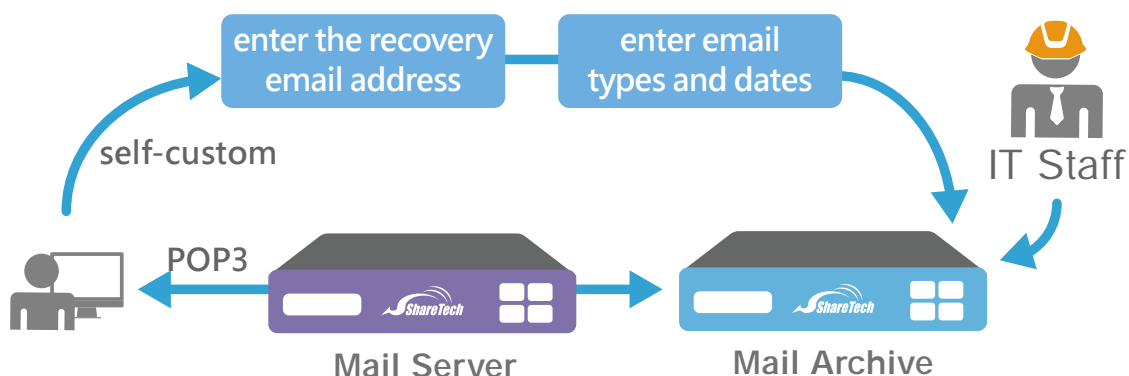 enter the recovery
email address
enter email
types and dates
self-custom
IT Staff
POP3
ShareTech
ShareTech
Mail Server
Mail Archive